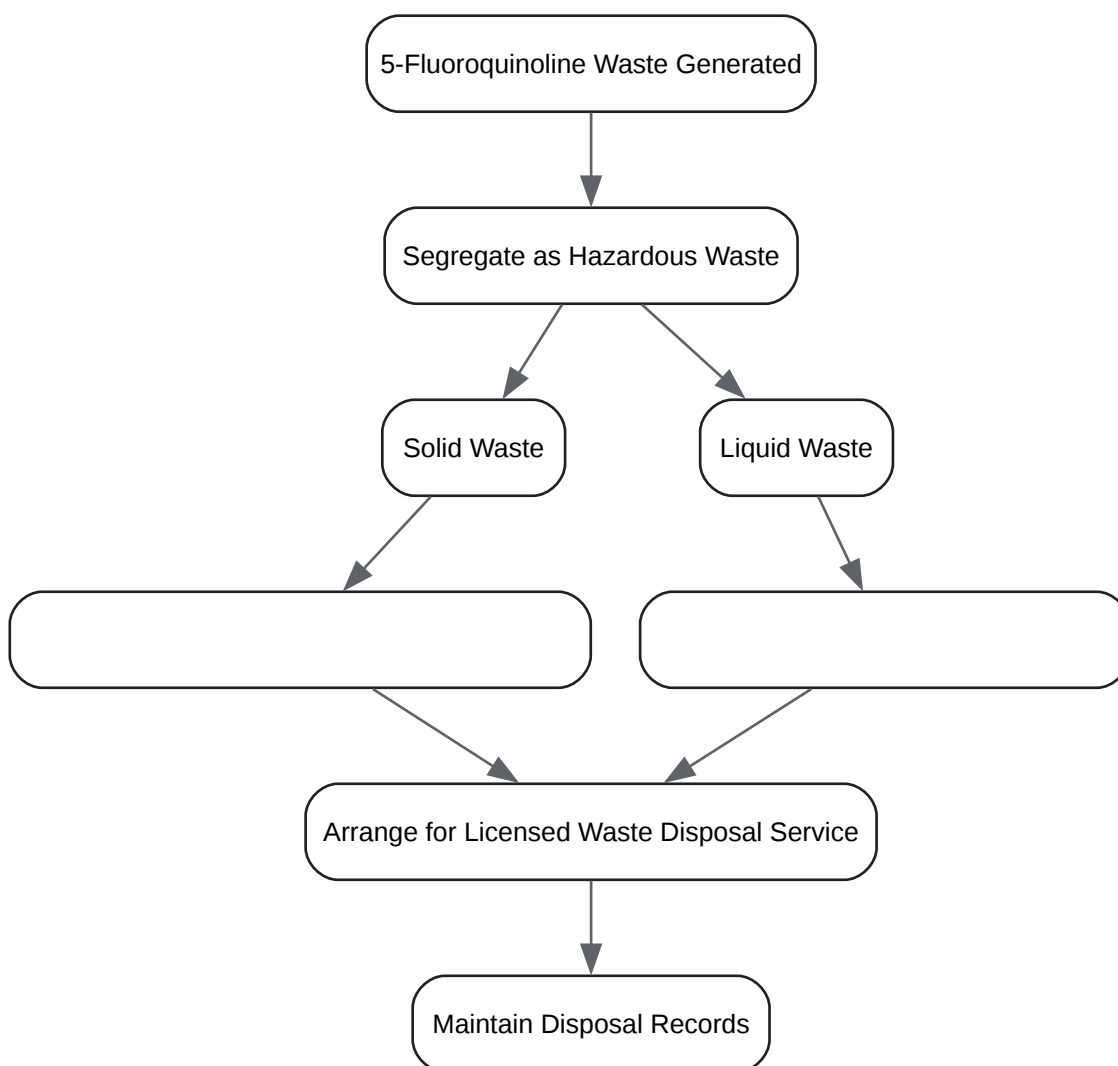 5-Fluoroquinoline Waste Generated
Segregate as Hazardous Waste
Solid Waste
Liquid Waste
Arrange for Licensed Waste Disposal Service
Maintain Disposal Records